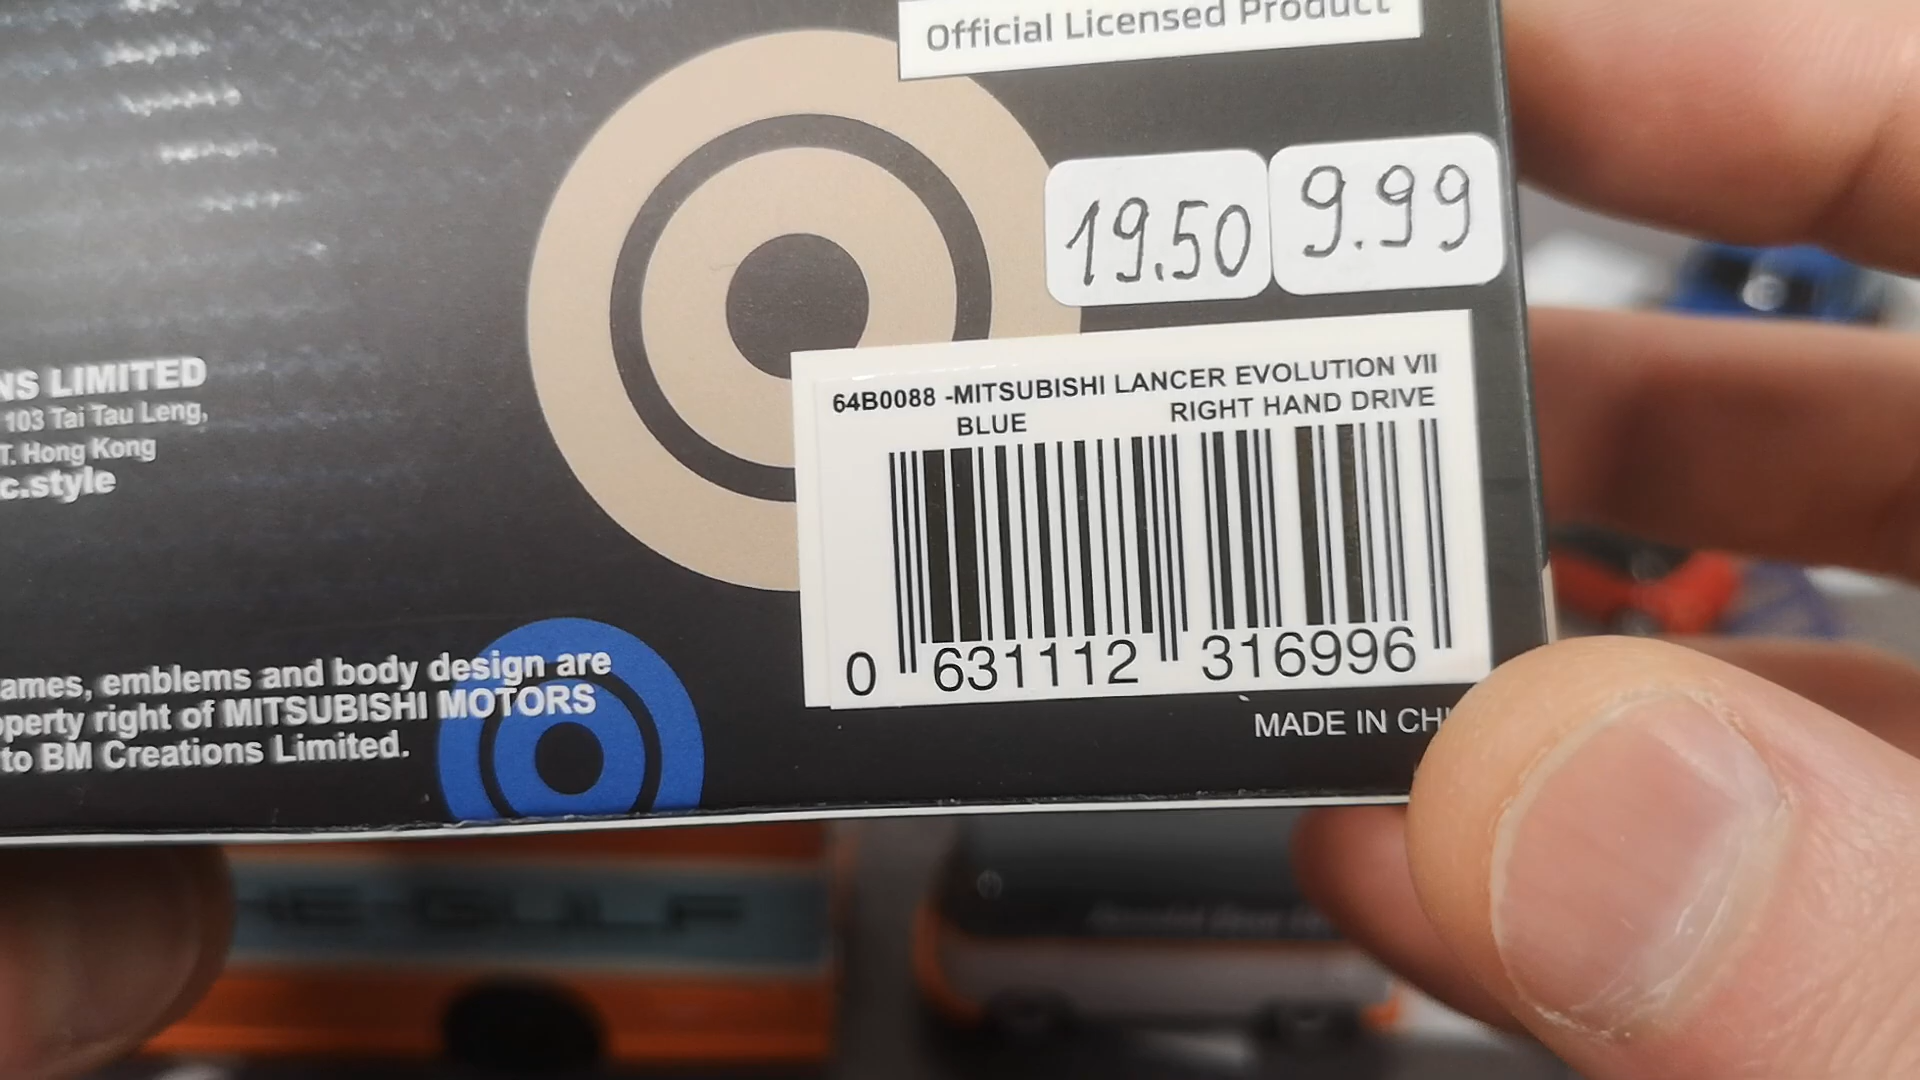 Official Licensed Product
19.50
9.99
NS LIMITED
103 Tai Tau Leng,
T. Hong Kong
c.style
64B0088 -MITSUBISHI LANCER EVOLUTION VII
BLUE RIGHT HAND DRIVE
0 631112 316996
ames, emblems and body design are
operty right of MITSUBISHI MOTORS
to BM Creations Limited.
MADE IN CHI
GULF